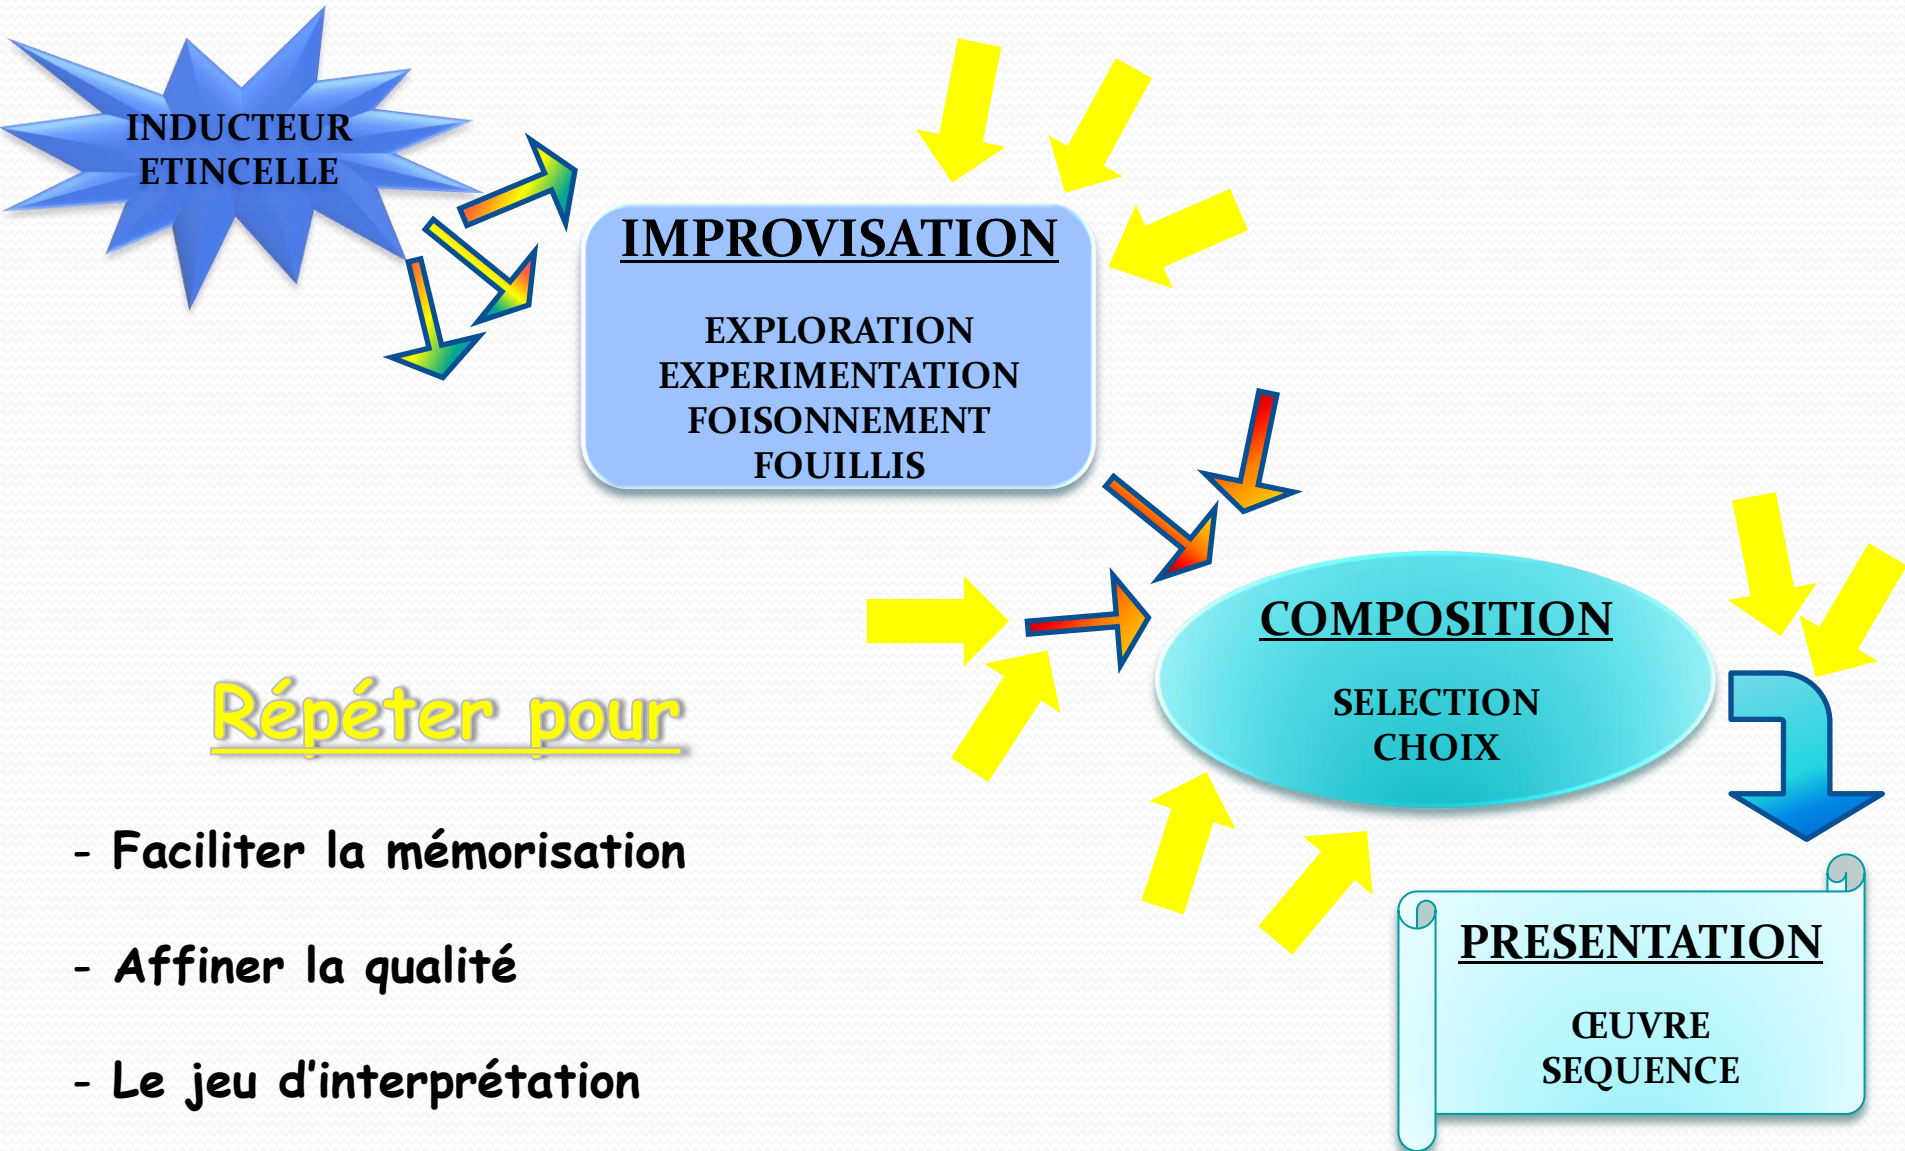 INDUCTEUR
ETINCELLE
IMPROVISATION
EXPLORATION
EXPERIMENTATION
FOISONNEMENT
FOUILLIS
COMPOSITION
SELECTION
CHOIX
Répéter pour
- Faciliter la mémorisation
- Affiner la qualité
- Le jeu d'interprétation
PRESENTATION
ŒUVRE
SEQUENCE